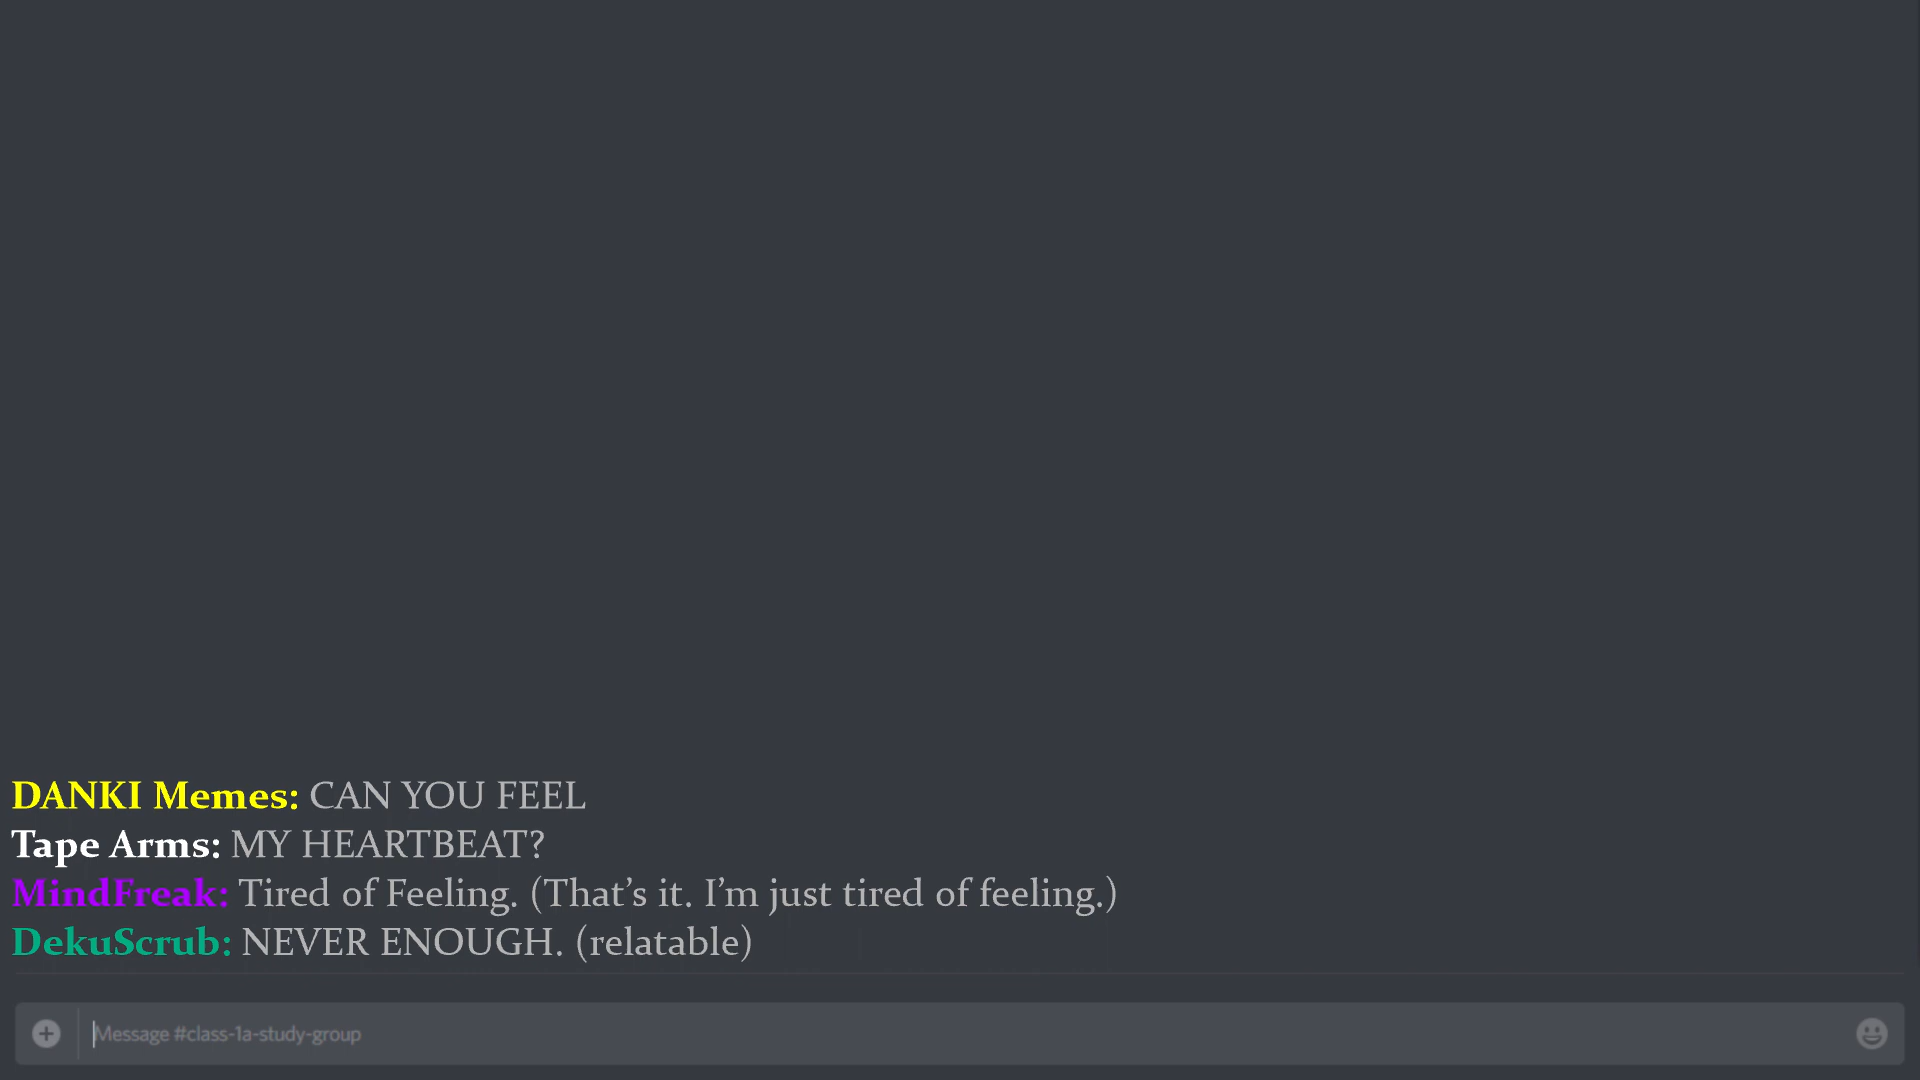 DANKI Memes: CAN YOU FEEL
Tape Arms: MY HEARTBEAT?
MindFreak: Tired of Feeling. (That’s it. I’m just tired of feeling.)
DekuScrub: NEVER ENOUGH. (relatable)
Message #class-1a-study-group